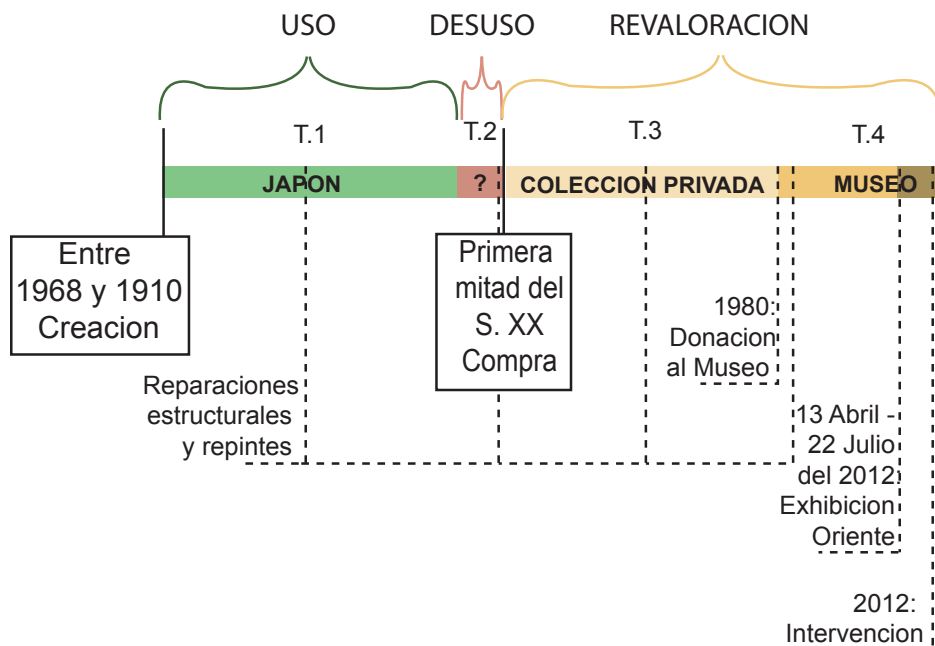 USO
DESUSO
REVALORACION
T.1
T.2
T.3
T.4
JAPON
?
COLECCION PRIVADA
MUSEO
Entre
1968 y 1910
Creacion
Primera
mitad del
S. XX
Compra
1980:
Donacion
al Museo
Reparaciones
estructurales
y repintes
13 Abril -
22 Julio
del 2012:
Exhibicion
Oriente
2012:
Intervencion